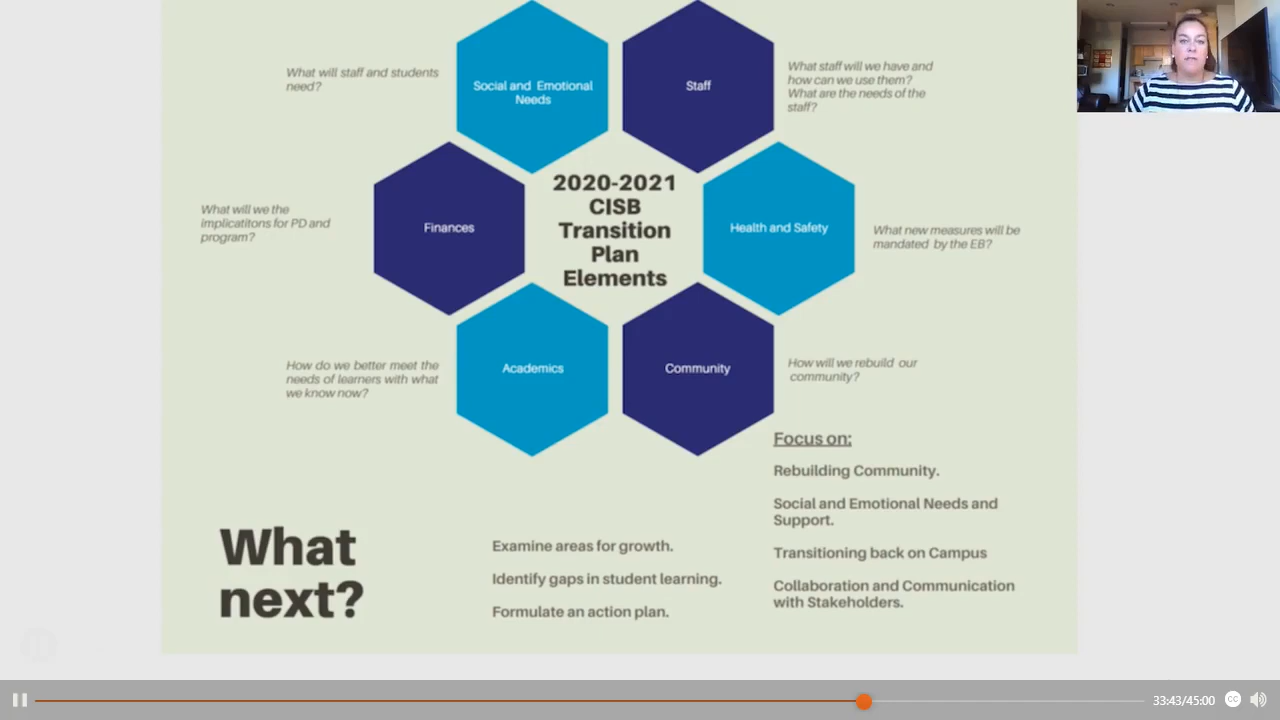 What will staff and students
need?
Social and Emotional
Needs
Staff
What staff will we have and
how can we use them?
What are the needs of the
staff?
What will we the
implicatitons for PD and
program?
Finances
2020-2021
CISB
Transition
Plan
Elements
Health and Safety
What new measures will be
mandated by the EB?
How do we better meet the
needs of learners with what
we know now?
Academics
Community
How will we rebuild our
community?
Focus on:
Rebuilding Community.
Social and Emotional Needs and
Support.
Transitioning back on Campus
Collaboration and Communication
with Stakeholders.
What
next?
Examine areas for growth.
Identify gaps in student learning.
Formulate an action plan.
33:43/45:00
CC